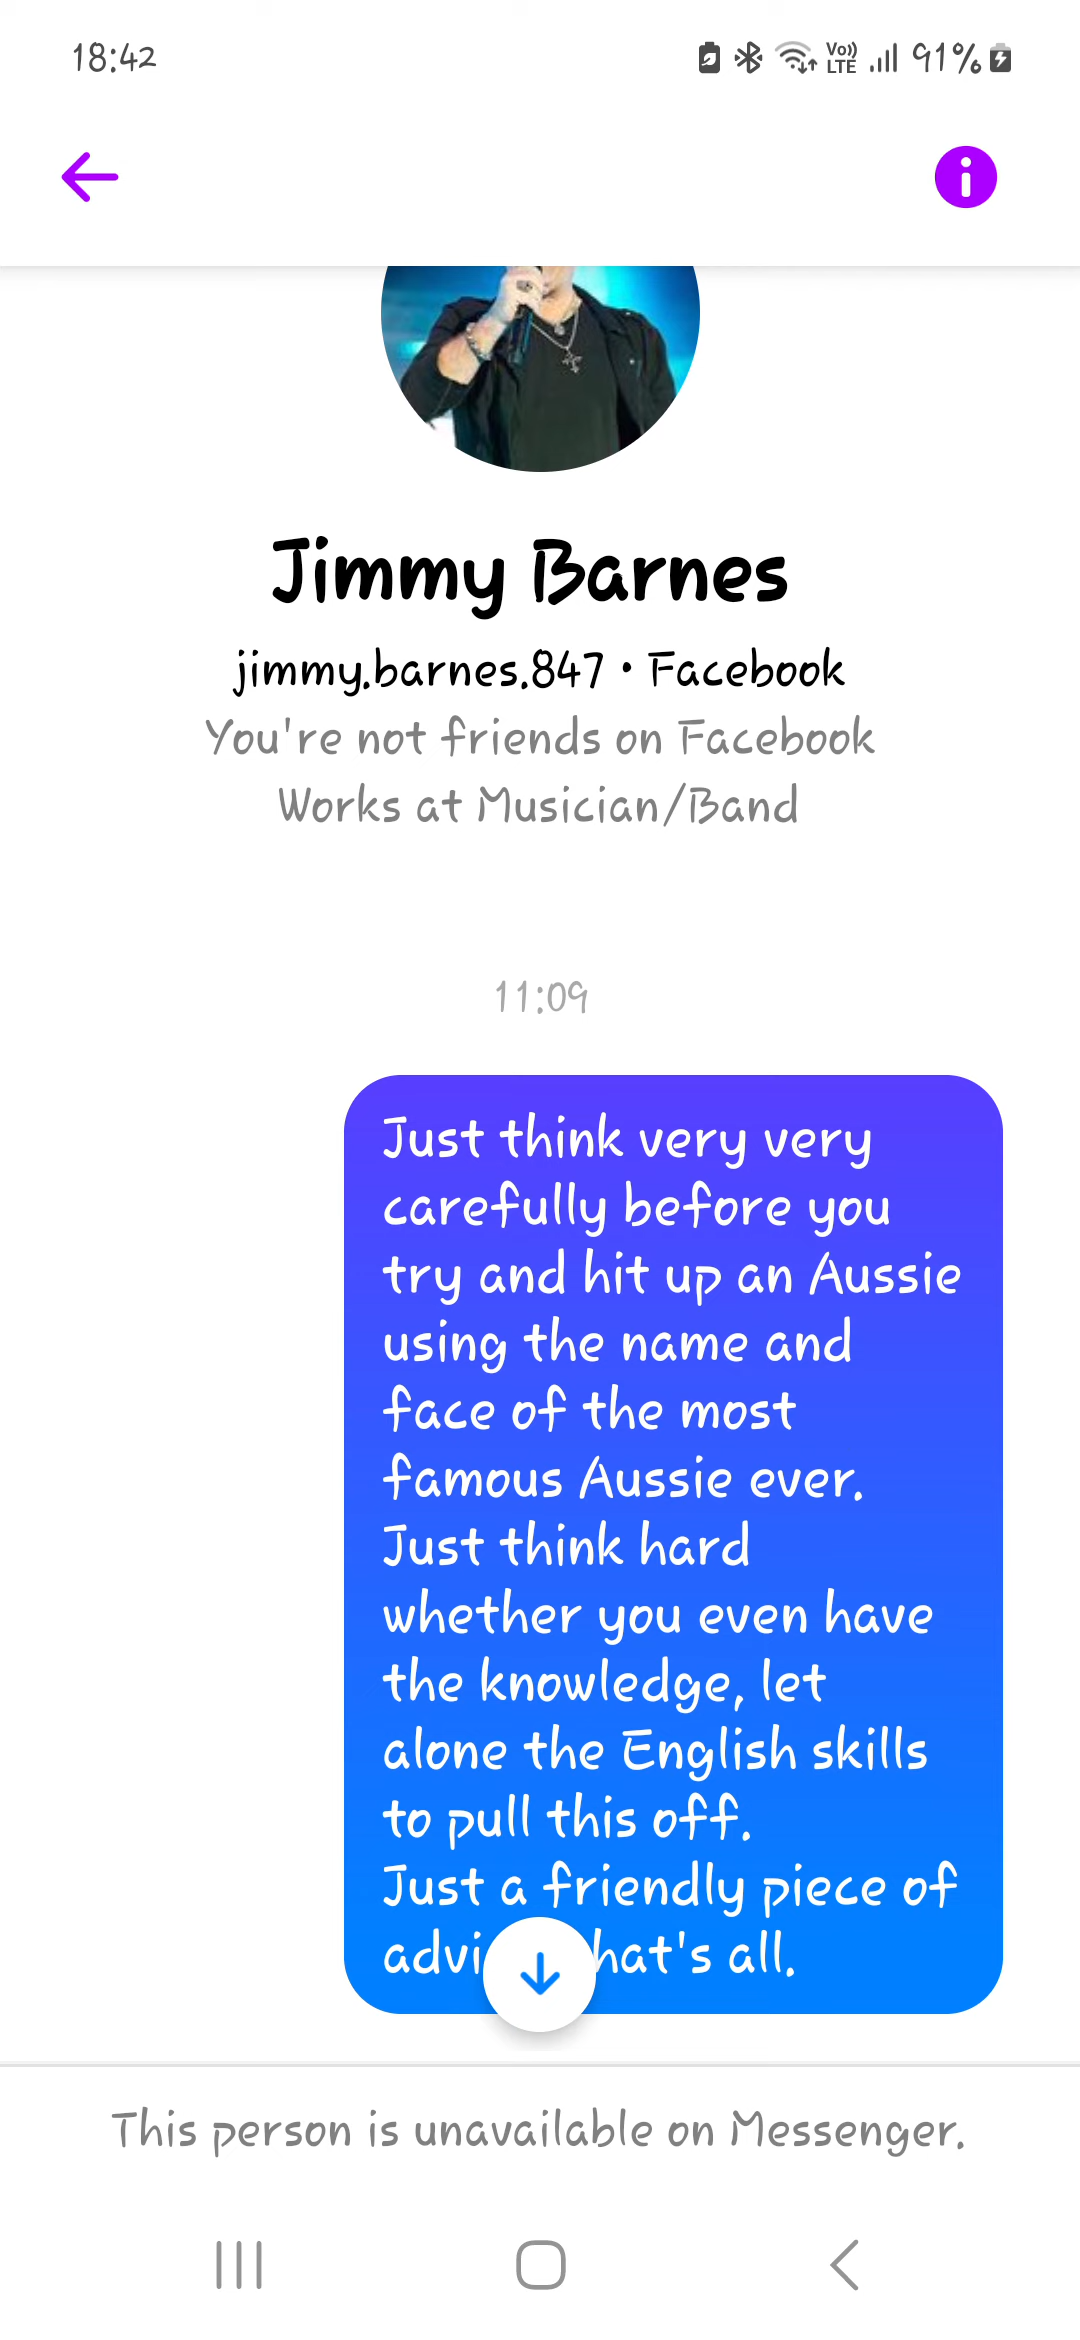 18:42
Vo)) LTE 91%
Jimmy Barnes
jimmy.barnes.847 • Facebook
You're not friends on Facebook
Works at Musician/Band
11:09
Just think very very
carefully before you
try and hit up an Aussie
using the name and
face of the most
famous Aussie ever.
Just think hard
whether you even have
the knowledge, let
alone the English skills
to pull this off.
Just a friendly piece of
advi hat's all.
This person is unavailable on Messenger.